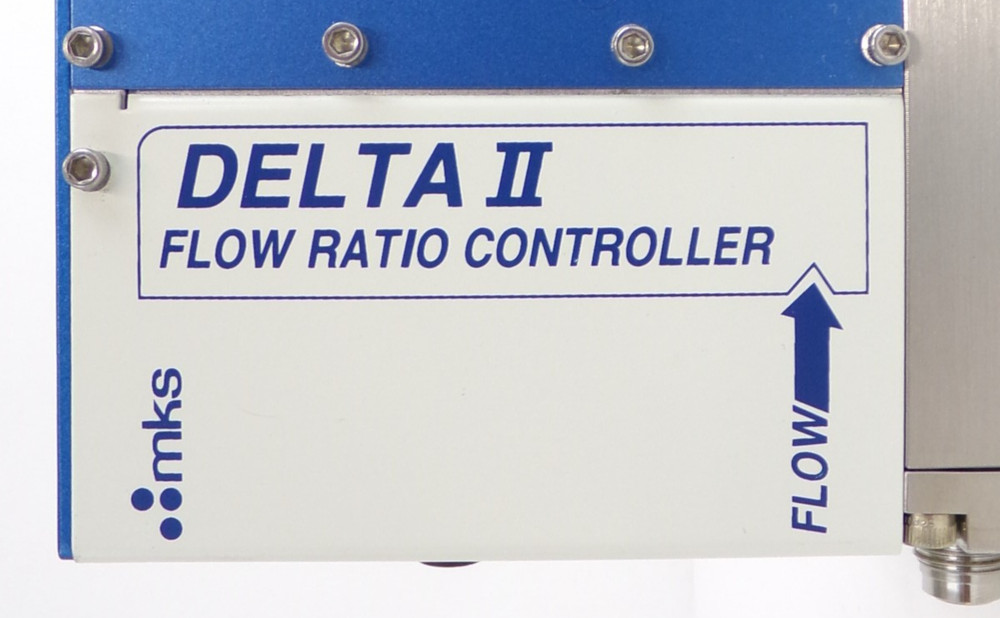 DELTA II
FLOW RATIO CONTROLLER
mks
FLOW